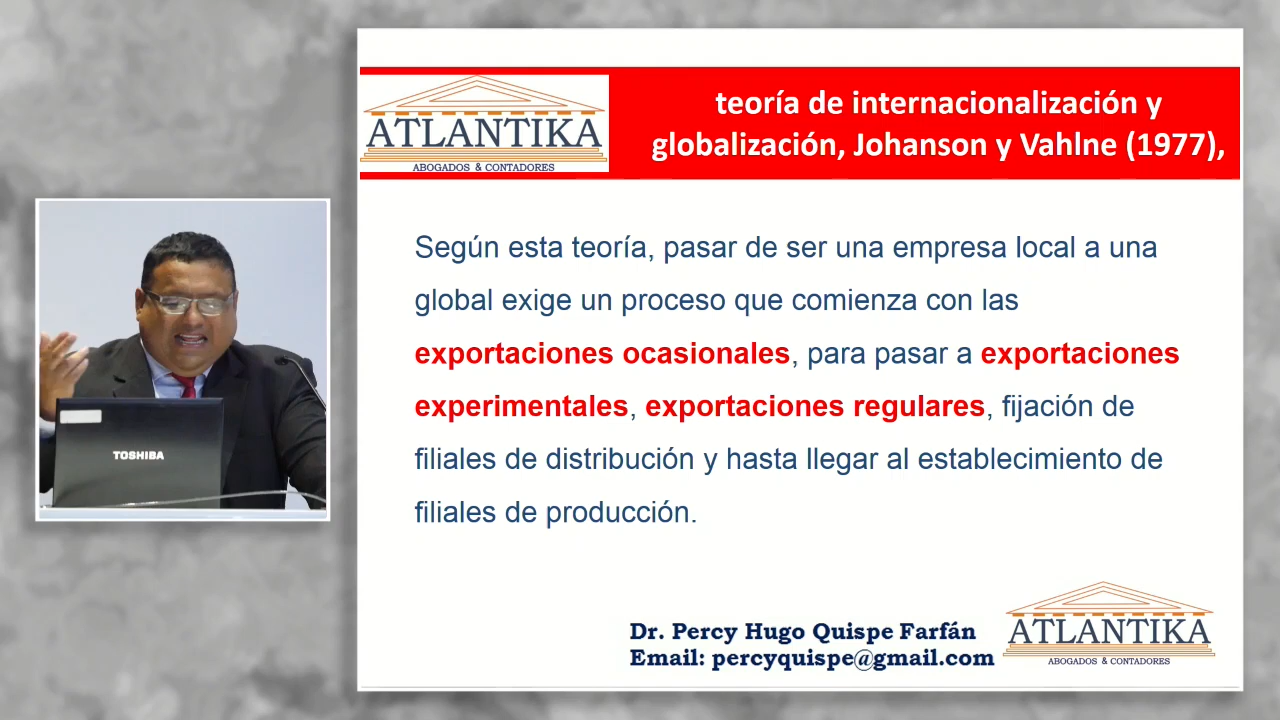 ATLANTIKA
ABOGADOS & CONTADORES
teoría de internacionalización y
globalización, Johanson y Vahlne (1977),
Según esta teoría, pasar de ser una empresa local a una
global exige un proceso que comienza con las
exportaciones ocasionales, para pasar a exportaciones
experimentales, exportaciones regulares, fijación de
filiales de distribución y hasta llegar al establecimiento de
filiales de producción.
TOSHIBA
Dr. Percy Hugo Quispe Farfán
Email: percyquispe@gmail.com
ATLANTIKA
ABOGADOS & CONTADORES